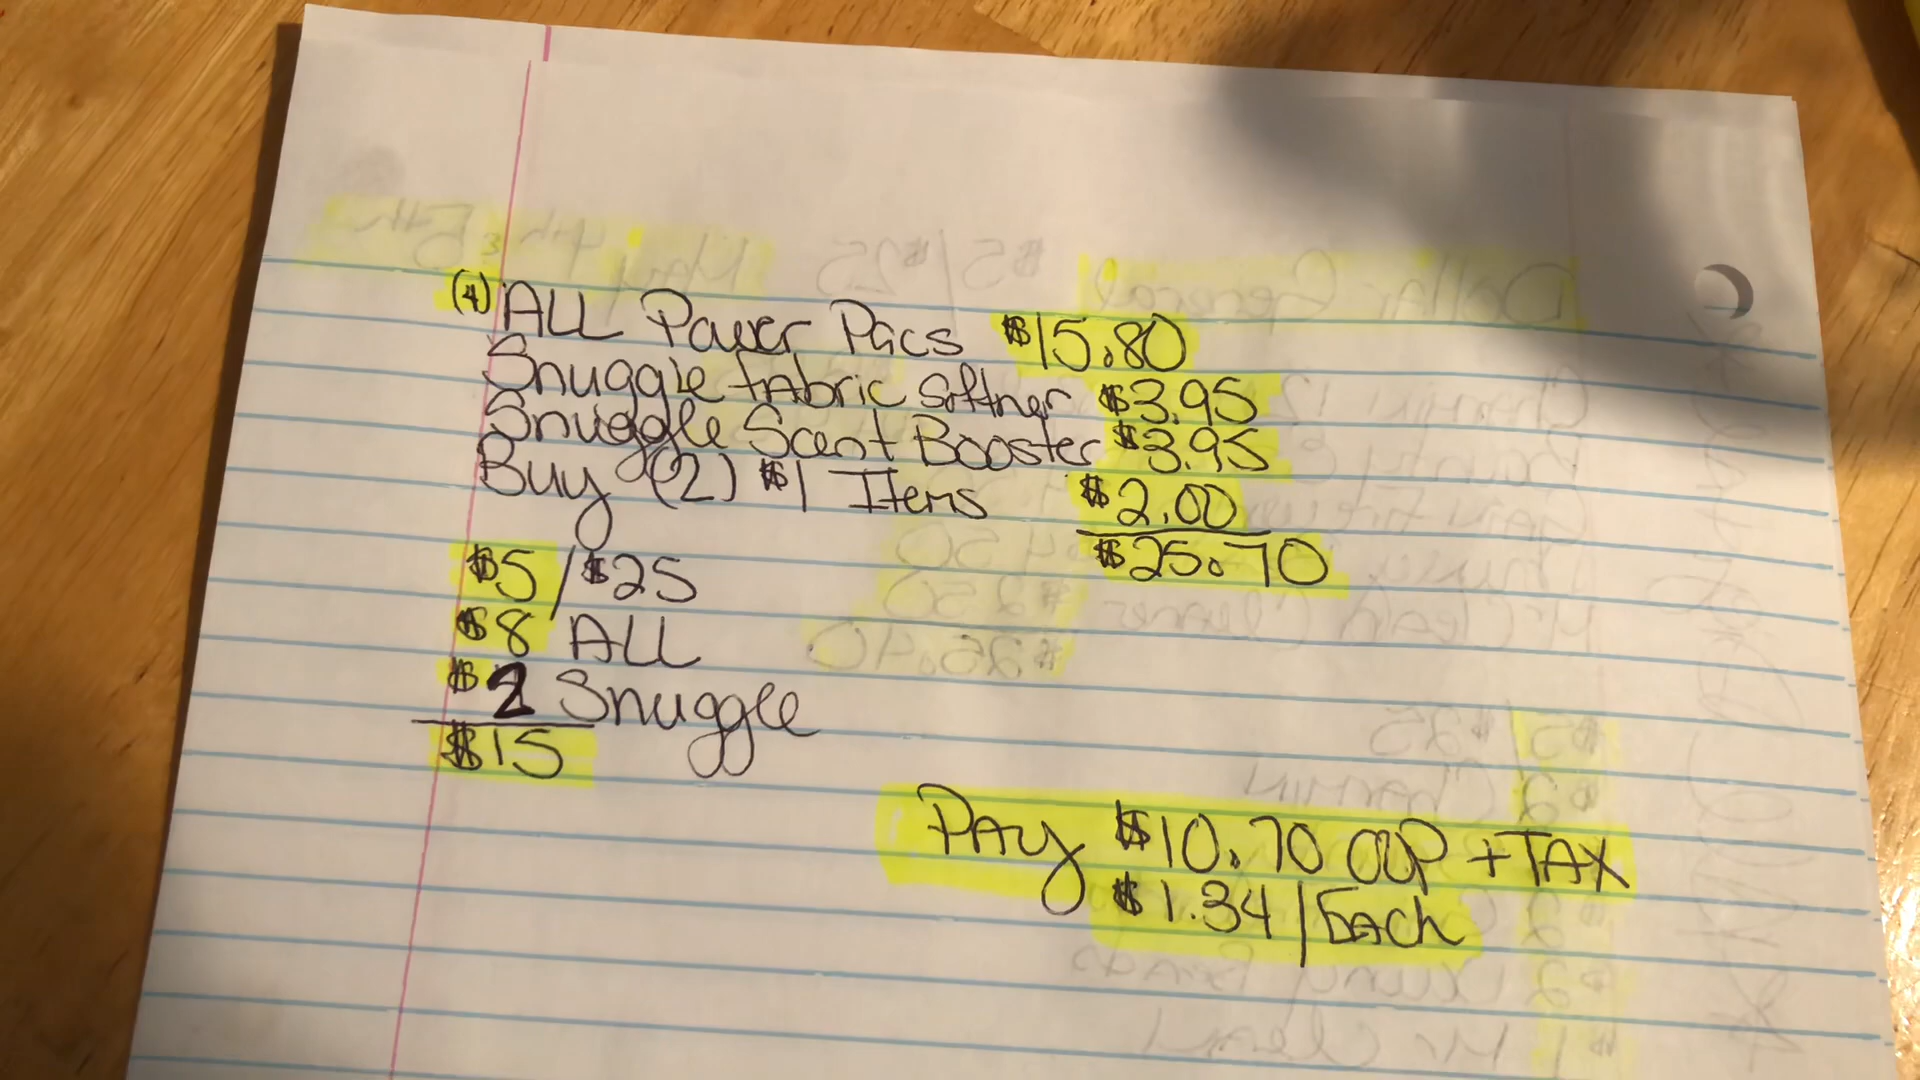 (4) ALL Power Pacs $15.80
Snuggle fAbric Softner $3.95
Snuggle Scent Booster $3.95
Buy (2) $1 Items $2.00
$25.70
$5/$25
$8 ALL
$2 Snuggle
$15
PAy $10.70 OOP + TAX
$1.34/EAch